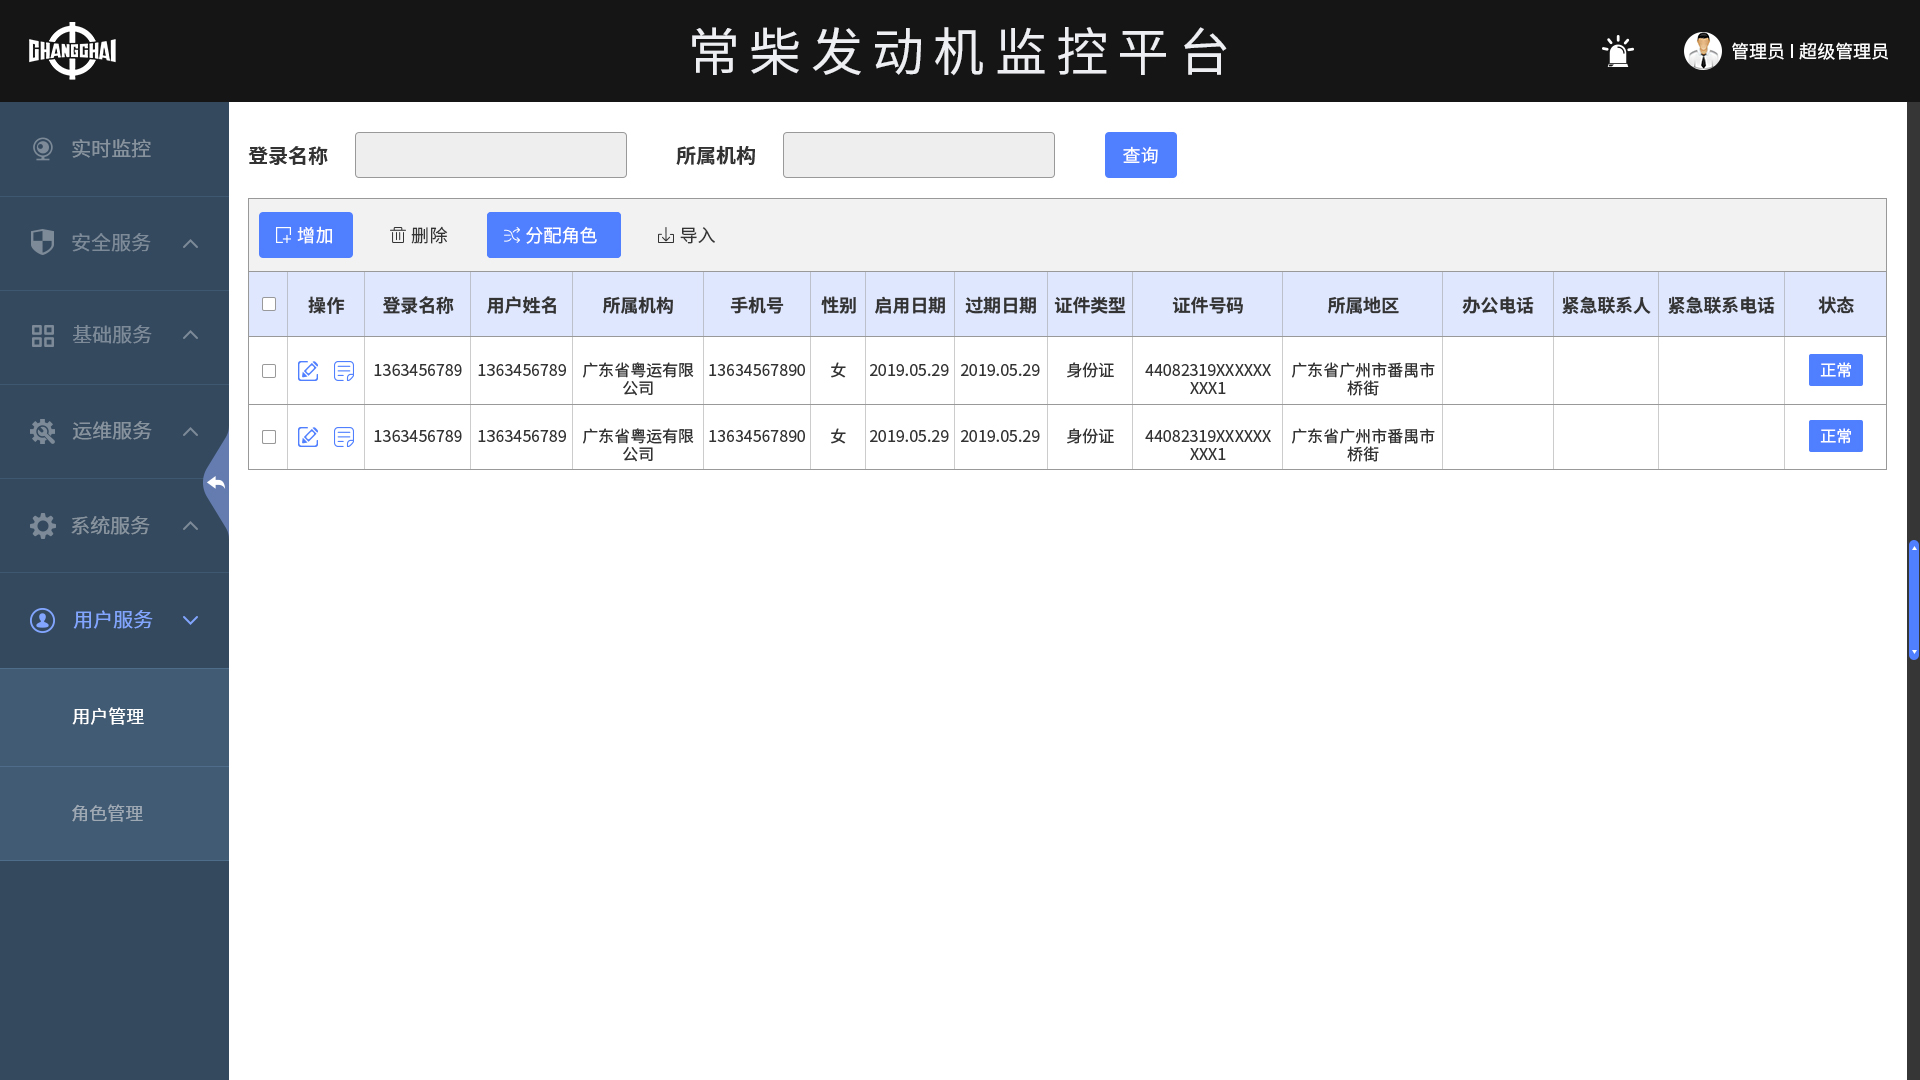 CHANGCHAI
常柴发动机监控平台
管理员 | 超级管理员
实时监控
安全服务
基础服务
运维服务
系统服务
用户服务
用户管理
角色管理
登录名称
所属机构
查询
增加
删除
分配角色
导入
操作 登录名称 用户姓名 所属机构 手机号 性别 启用日期 过期日期 证件类型 证件号码 所属地区 办公电话 紧急联系人 紧急联系电话 状态
1363456789 1363456789 广东省粤运有限 13634567890 女 2019.05.29 2019.05.29 身份证 44082319XXXXXX 广东省广州市番禺市 正常
公司 XXX1 桥街
1363456789 1363456789 广东省粤运有限 13634567890 女 2019.05.29 2019.05.29 身份证 44082319XXXXXX 广东省广州市番禺市 正常
公司 XXX1 桥街